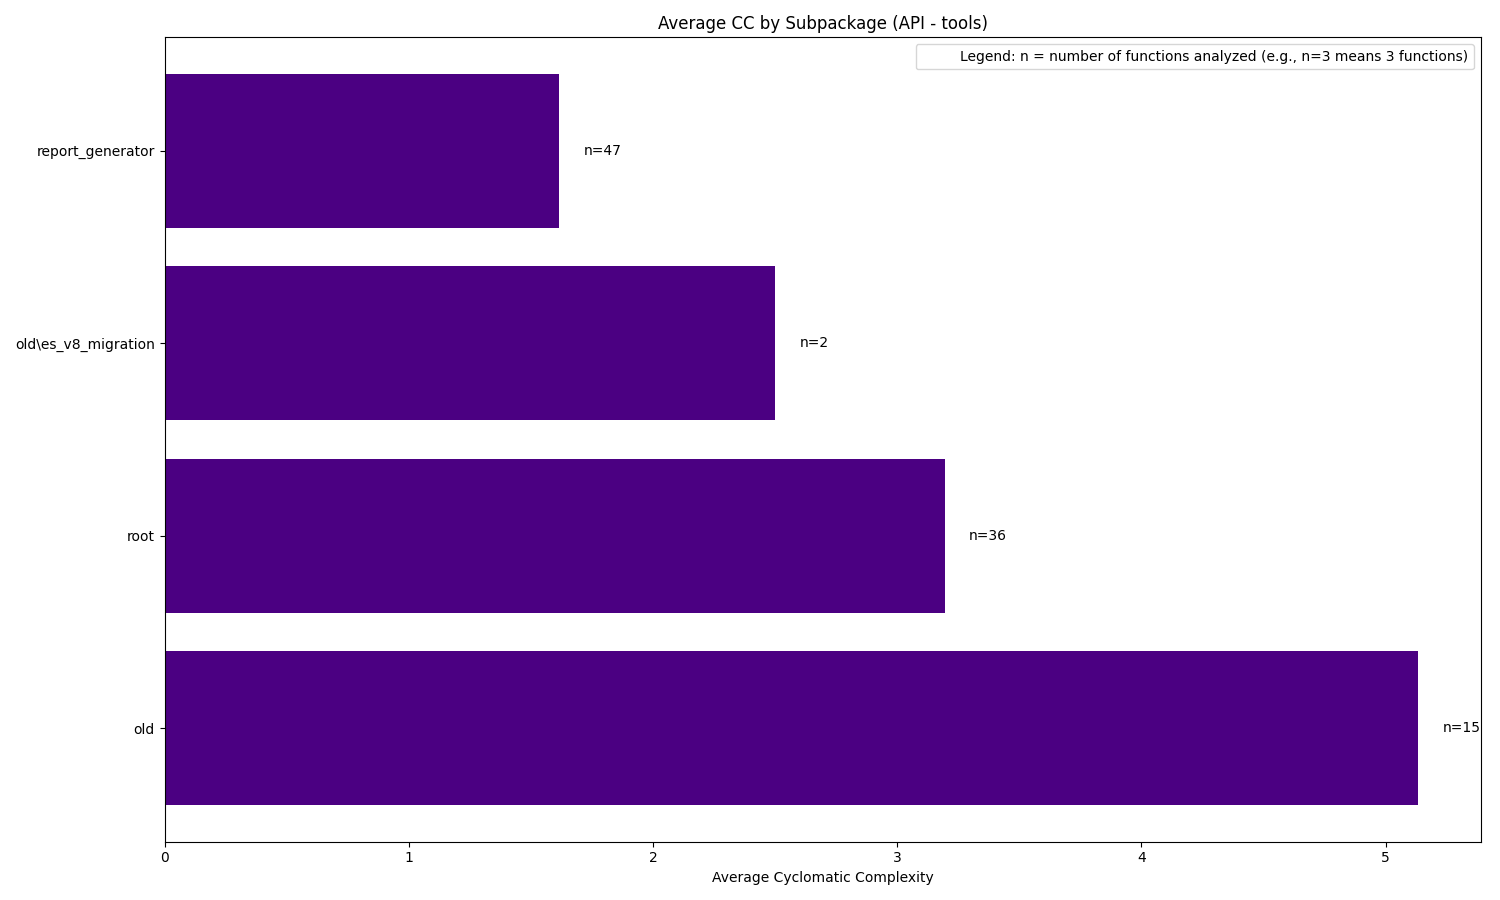 Average CC by Subpackage (API - tools)
Legend: n = number of functions analyzed (e.g., n=3 means 3 functions)
report_generator
n=47
old\es_v8_migration
n=2
root
n=36
old
n=15
0 1 2 3 4 5
Average Cyclomatic Complexity